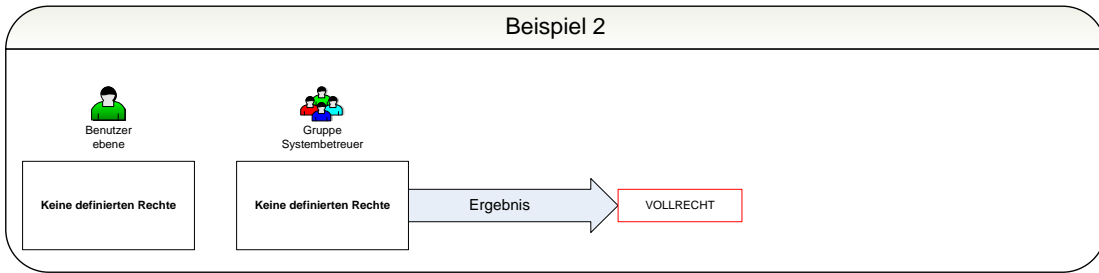 Beispiel 2
Benutzer
ebene
Gruppe
Systembetreuer
Keine definierten Rechte
Keine definierten Rechte
Ergebnis
VOLLRECHT